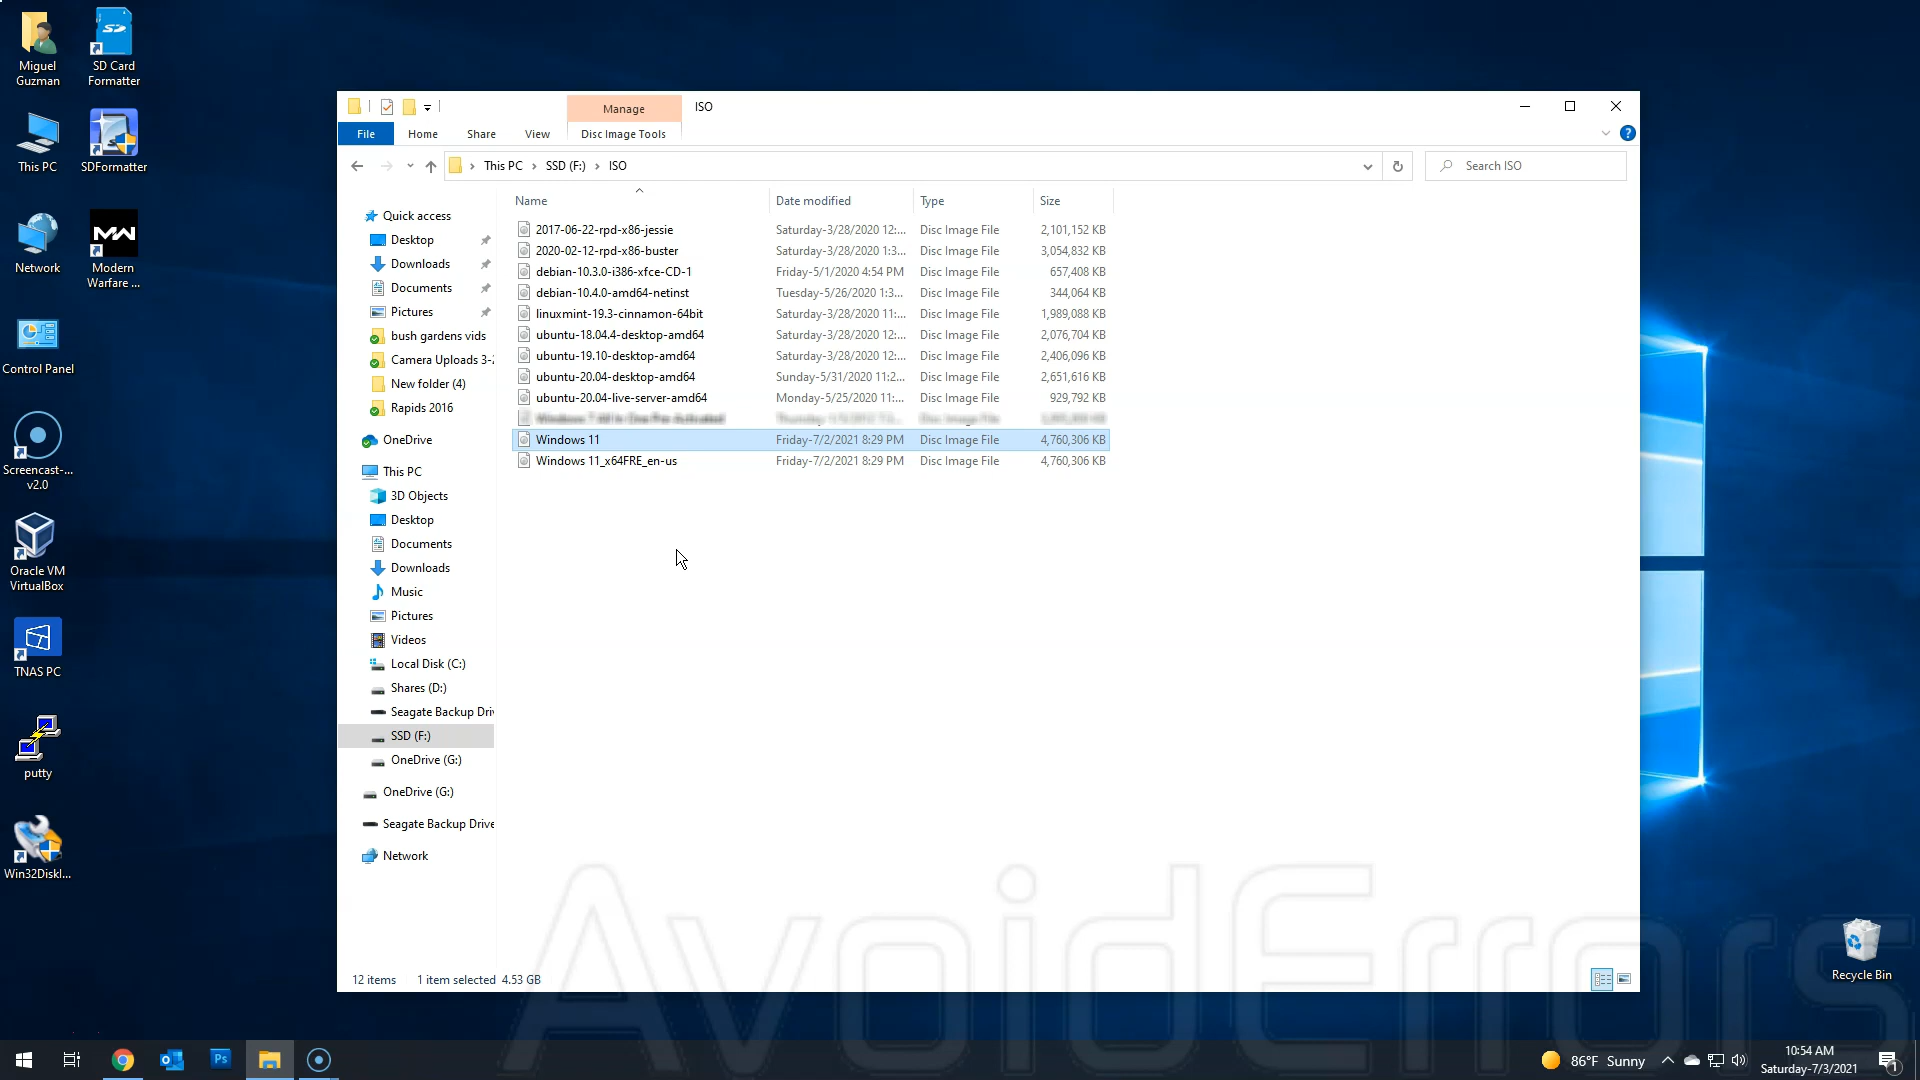 Miguel
Guzman
SD Card
Formatter
This PC
SDFormatter
Network
Modern
Warfare ...
Control Panel
Screencast-...
v2.0
Oracle VM
VirtualBox
TNAS PC
putty
Win32DiskI...
Recycle Bin
Manage
ISO
File
Home
Share
View
Disc Image Tools
This PC > SSD (F:) > ISO
Search ISO
Name
Date modified
Type
Size
Quick access
Desktop
Downloads
Documents
Pictures
bush gardens vids
Camera Uploads 3-2
New folder (4)
Rapids 2016
OneDrive
This PC
3D Objects
Desktop
Documents
Downloads
Music
Pictures
Videos
Local Disk (C:)
Shares (D:)
Seagate Backup Driv
SSD (F:)
OneDrive (G:)
OneDrive (G:)
Seagate Backup Drive
Network
2017-06-22-rpd-x86-jessie Saturday-3/28/2020 12:... Disc Image File 2,101,152 KB
2020-02-12-rpd-x86-buster Saturday-3/28/2020 1:3... Disc Image File 3,054,832 KB
debian-10.3.0-i386-xfce-CD-1 Friday-5/1/2020 4:54 PM Disc Image File 657,408 KB
debian-10.4.0-amd64-netinst Tuesday-5/26/2020 1:3... Disc Image File 344,064 KB
linuxmint-19.3-cinnamon-64bit Saturday-3/28/2020 11:... Disc Image File 1,989,088 KB
ubuntu-18.04.4-desktop-amd64 Saturday-3/28/2020 12:... Disc Image File 2,076,704 KB
ubuntu-19.10-desktop-amd64 Saturday-3/28/2020 12:... Disc Image File 2,406,096 KB
ubuntu-20.04-desktop-amd64 Sunday-5/31/2020 11:2... Disc Image File 2,651,616 KB
ubuntu-20.04-live-server-amd64 Monday-5/25/2020 11:... Disc Image File 929,792 KB
Windows 11 Friday-7/2/2021 8:29 PM Disc Image File 4,760,306 KB
Windows 11_x64FRE_en-us Friday-7/2/2021 8:29 PM Disc Image File 4,760,306 KB
12 items 1 item selected 4.53 GB
AvoidErrors
Ps
86°F Sunny
10:54 AM
Saturday-7/3/2021
1